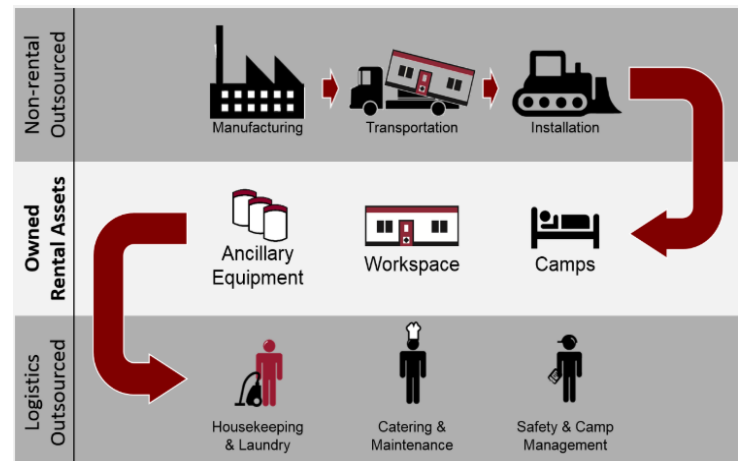 Non-rental
Outsourced
Manufacturing
Transportation
Installation
Owned
Rental Assets
Ancillary
Equipment
Workspace
Camps
Logistics
Outsourced
Housekeeping
& Laundry
Catering &
Maintenance
Safety & Camp
Management